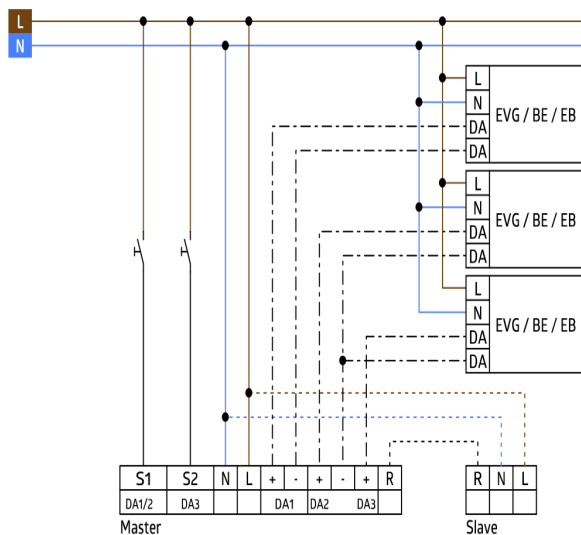 L
N
L
N
DA
DA
EVG / BE / EB
L
N
DA
DA
EVG / BE / EB
L
N
DA
DA
EVG / BE / EB
S1 S2 N L + - + - + R
DA1/2 DA3 DA1 DA2 DA3
Master
R N L
Slave